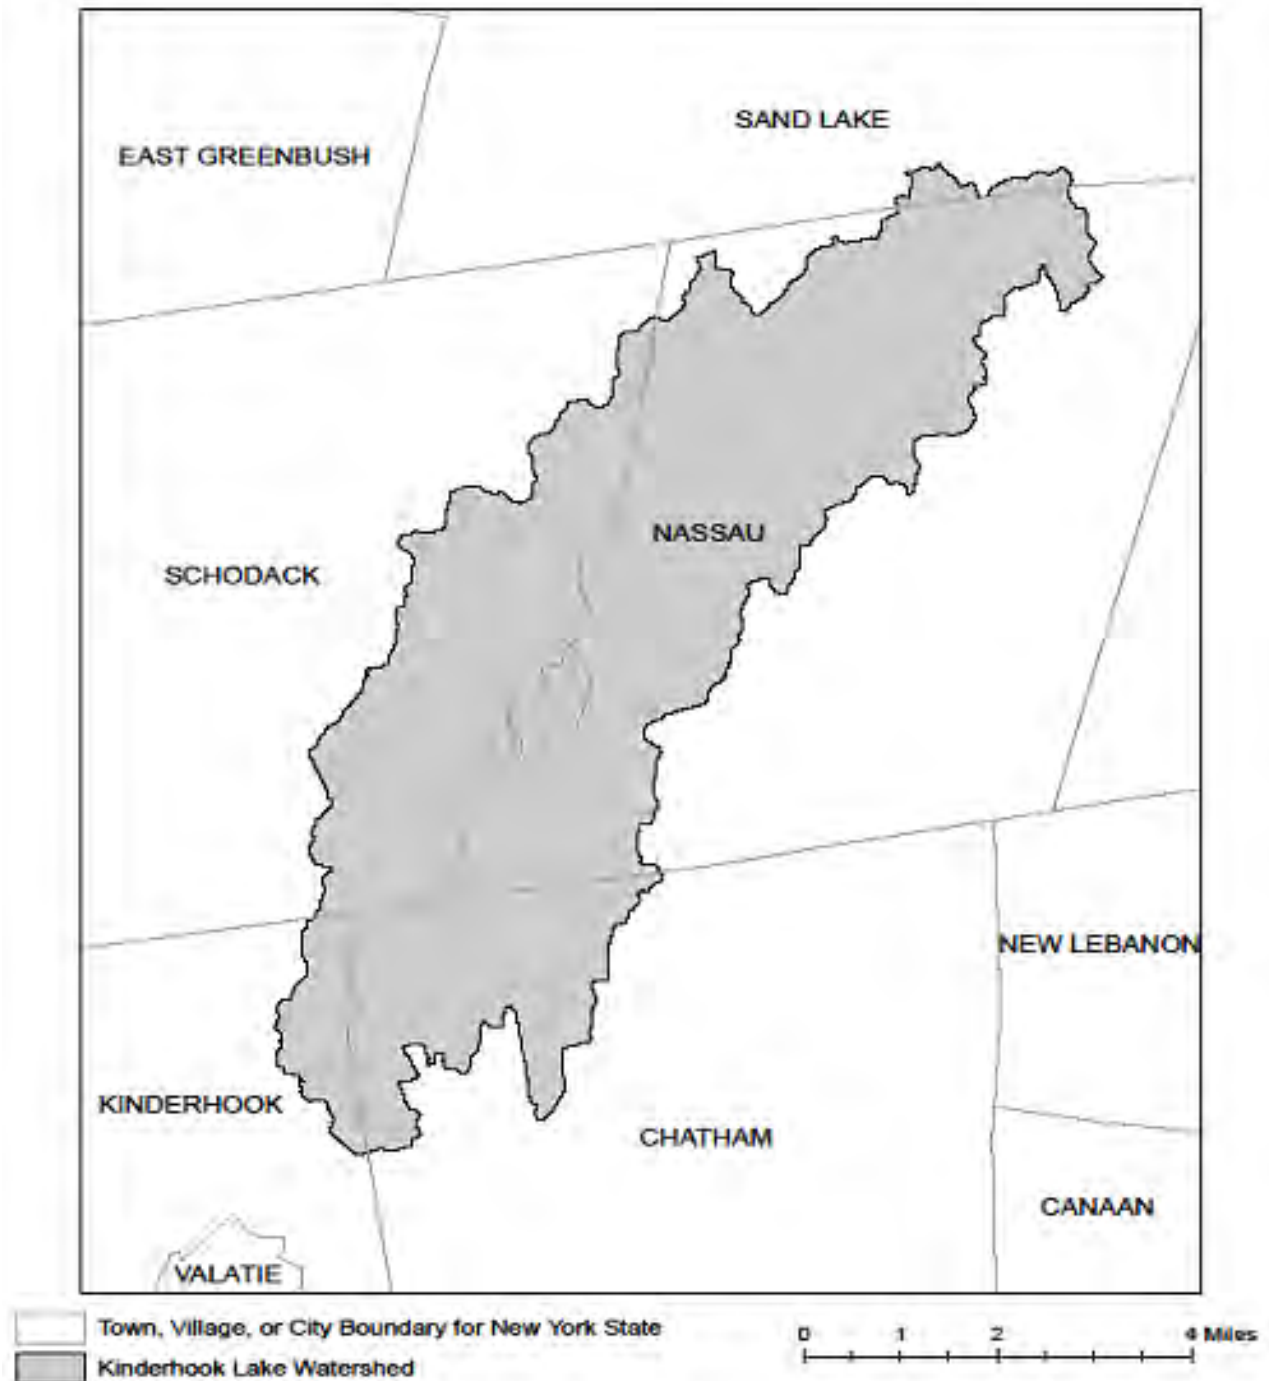 SAND LAKE
EAST GREENBUSH
NASSAU
SCHODACK
NEW LEBANON
KINDERHOOK
CHATHAM
CANAAN
VALATIE
Town, Village, or City Boundary for New York State
0 1 2 4 Miles
Kinderhook Lake Watershed